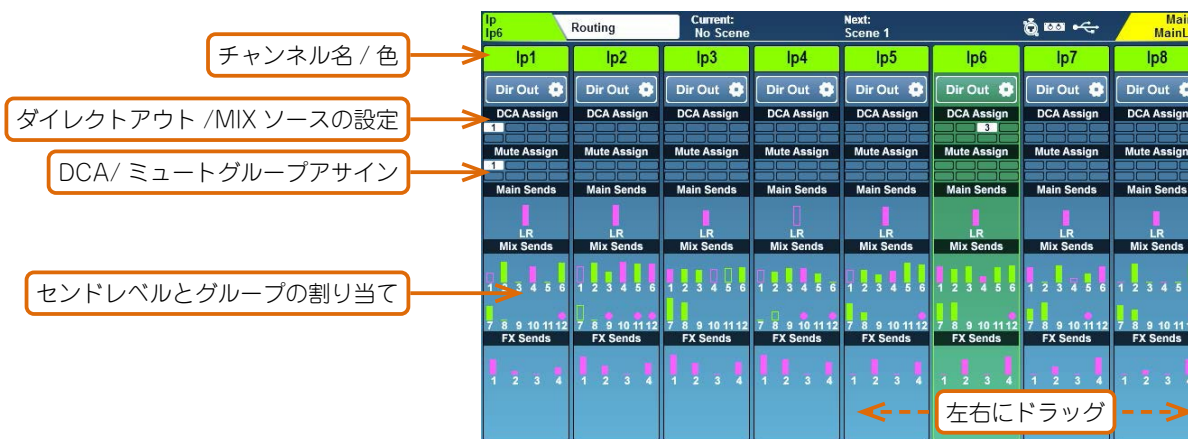 Ip
Ip6
Routing
Current:
No Scene
Next:
Scene 1
Mai
MainL
チャンネル名 / 色
Ip1 Ip2 Ip3 Ip4 Ip5 Ip6 Ip7 Ip8
Dir Out Dir Out Dir Out Dir Out Dir Out Dir Out Dir Out Dir Out
ダイレクトアウト /MIX ソースの設定
DCA Assign DCA Assign DCA Assign DCA Assign DCA Assign DCA Assign DCA Assign DCA Assign
1 3
Mute Assign Mute Assign Mute Assign Mute Assign Mute Assign Mute Assign Mute Assign Mute Assign
1
DCA/ ミュートグループアサイン
Main Sends Main Sends Main Sends Main Sends Main Sends Main Sends Main Sends Main Sends
LR LR LR LR LR LR LR LR
Mix Sends Mix Sends Mix Sends Mix Sends Mix Sends Mix Sends Mix Sends Mix Sends
センドレベルとグループの割り当て
1 2 3 4 5 6 1 2 3 4 5 6 1 2 3 4 5 6 1 2 3 4 5 6 1 2 3 4 5 6 1 2 3 4 5 6 1 2 3 4 5 6 1 2 3 4 5
7 8 9 10 11 12 7 8 9 10 11 12 7 8 9 10 11 12 7 8 9 10 11 12 7 8 9 10 11 12 7 8 9 10 11 12 7 8 9 10 11 12 7 8 9 10 11
FX Sends FX Sends FX Sends FX Sends FX Sends FX Sends FX Sends FX Sends
1 2 3 4 1 2 3 4 1 2 3 4 1 2 3 4 1 2 3 4 1 2 3 4 1 2 3 4 1 2 3
左右にドラッグ